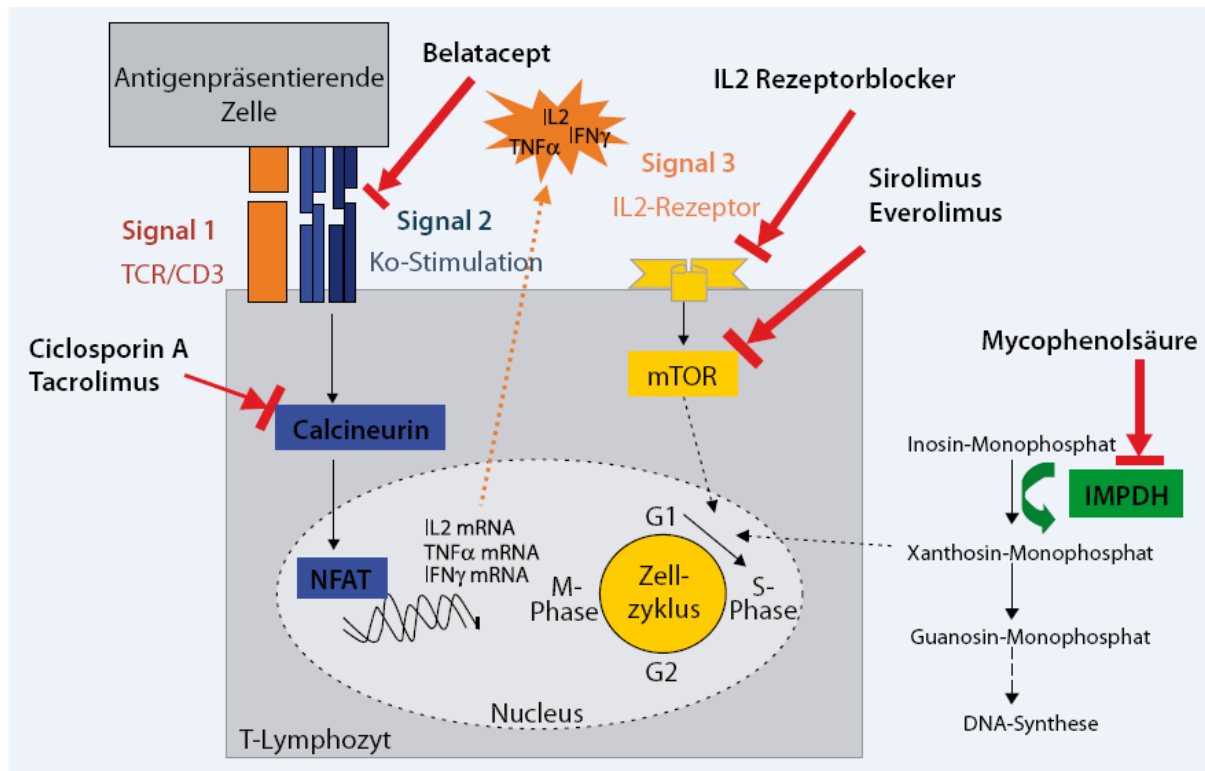 Antigenpräsentierende
Zelle
Belatacept
IL2
IFNγ
TNFα
IL2 Rezeptorblocker
Signal 3
IL2-Rezeptor
Sirolimus
Everolimus
Signal 1
TCR/CD3
Signal 2
Ko-Stimulation
Ciclosporin A
Tacrolimus
Calcineurin
mTOR
Mycophenolsäure
Inosin-Monophosphat
IMPDH
Xanthosin-Monophosphat
Guanosin-Monophosphat
DNA-Synthese
IL2 mRNA
TNFα mRNA
IFNγ mRNA
NFAT
G1
M-
Phase
Zell-
zyklus
S-
Phase
G2
Nucleus
T-Lymphozyt